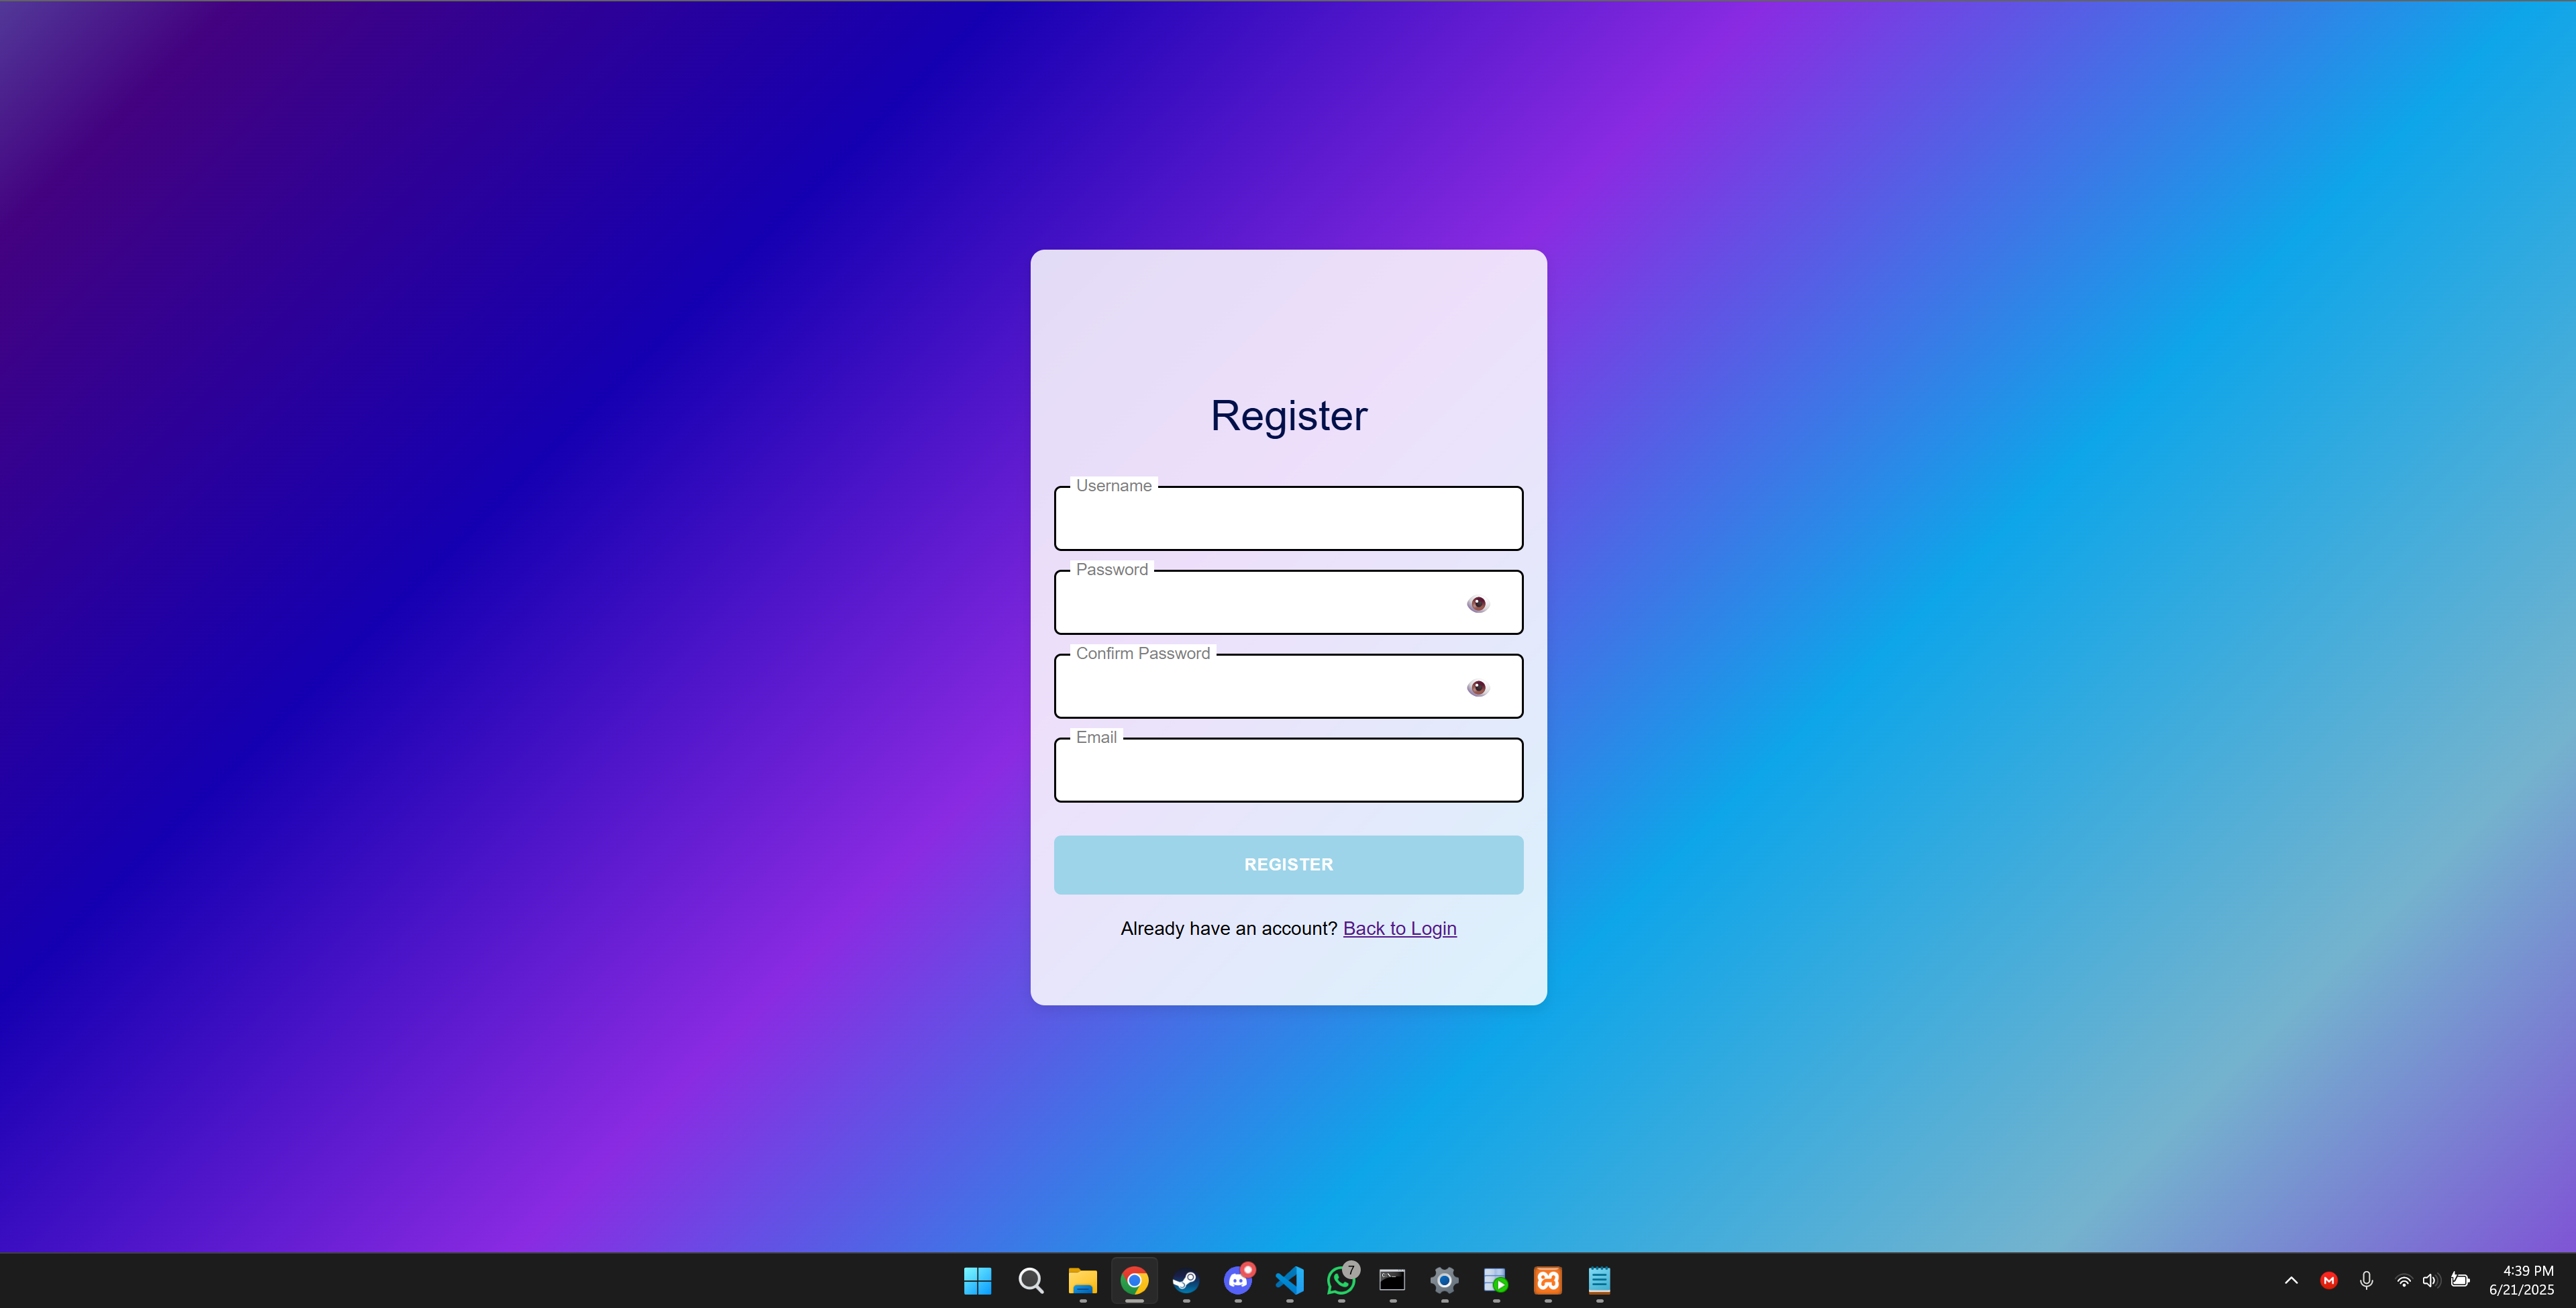 Register
Username
Password
Confirm Password
Email
REGISTER
Already have an account? Back to Login
7
M
4:39 PM
6/21/2025